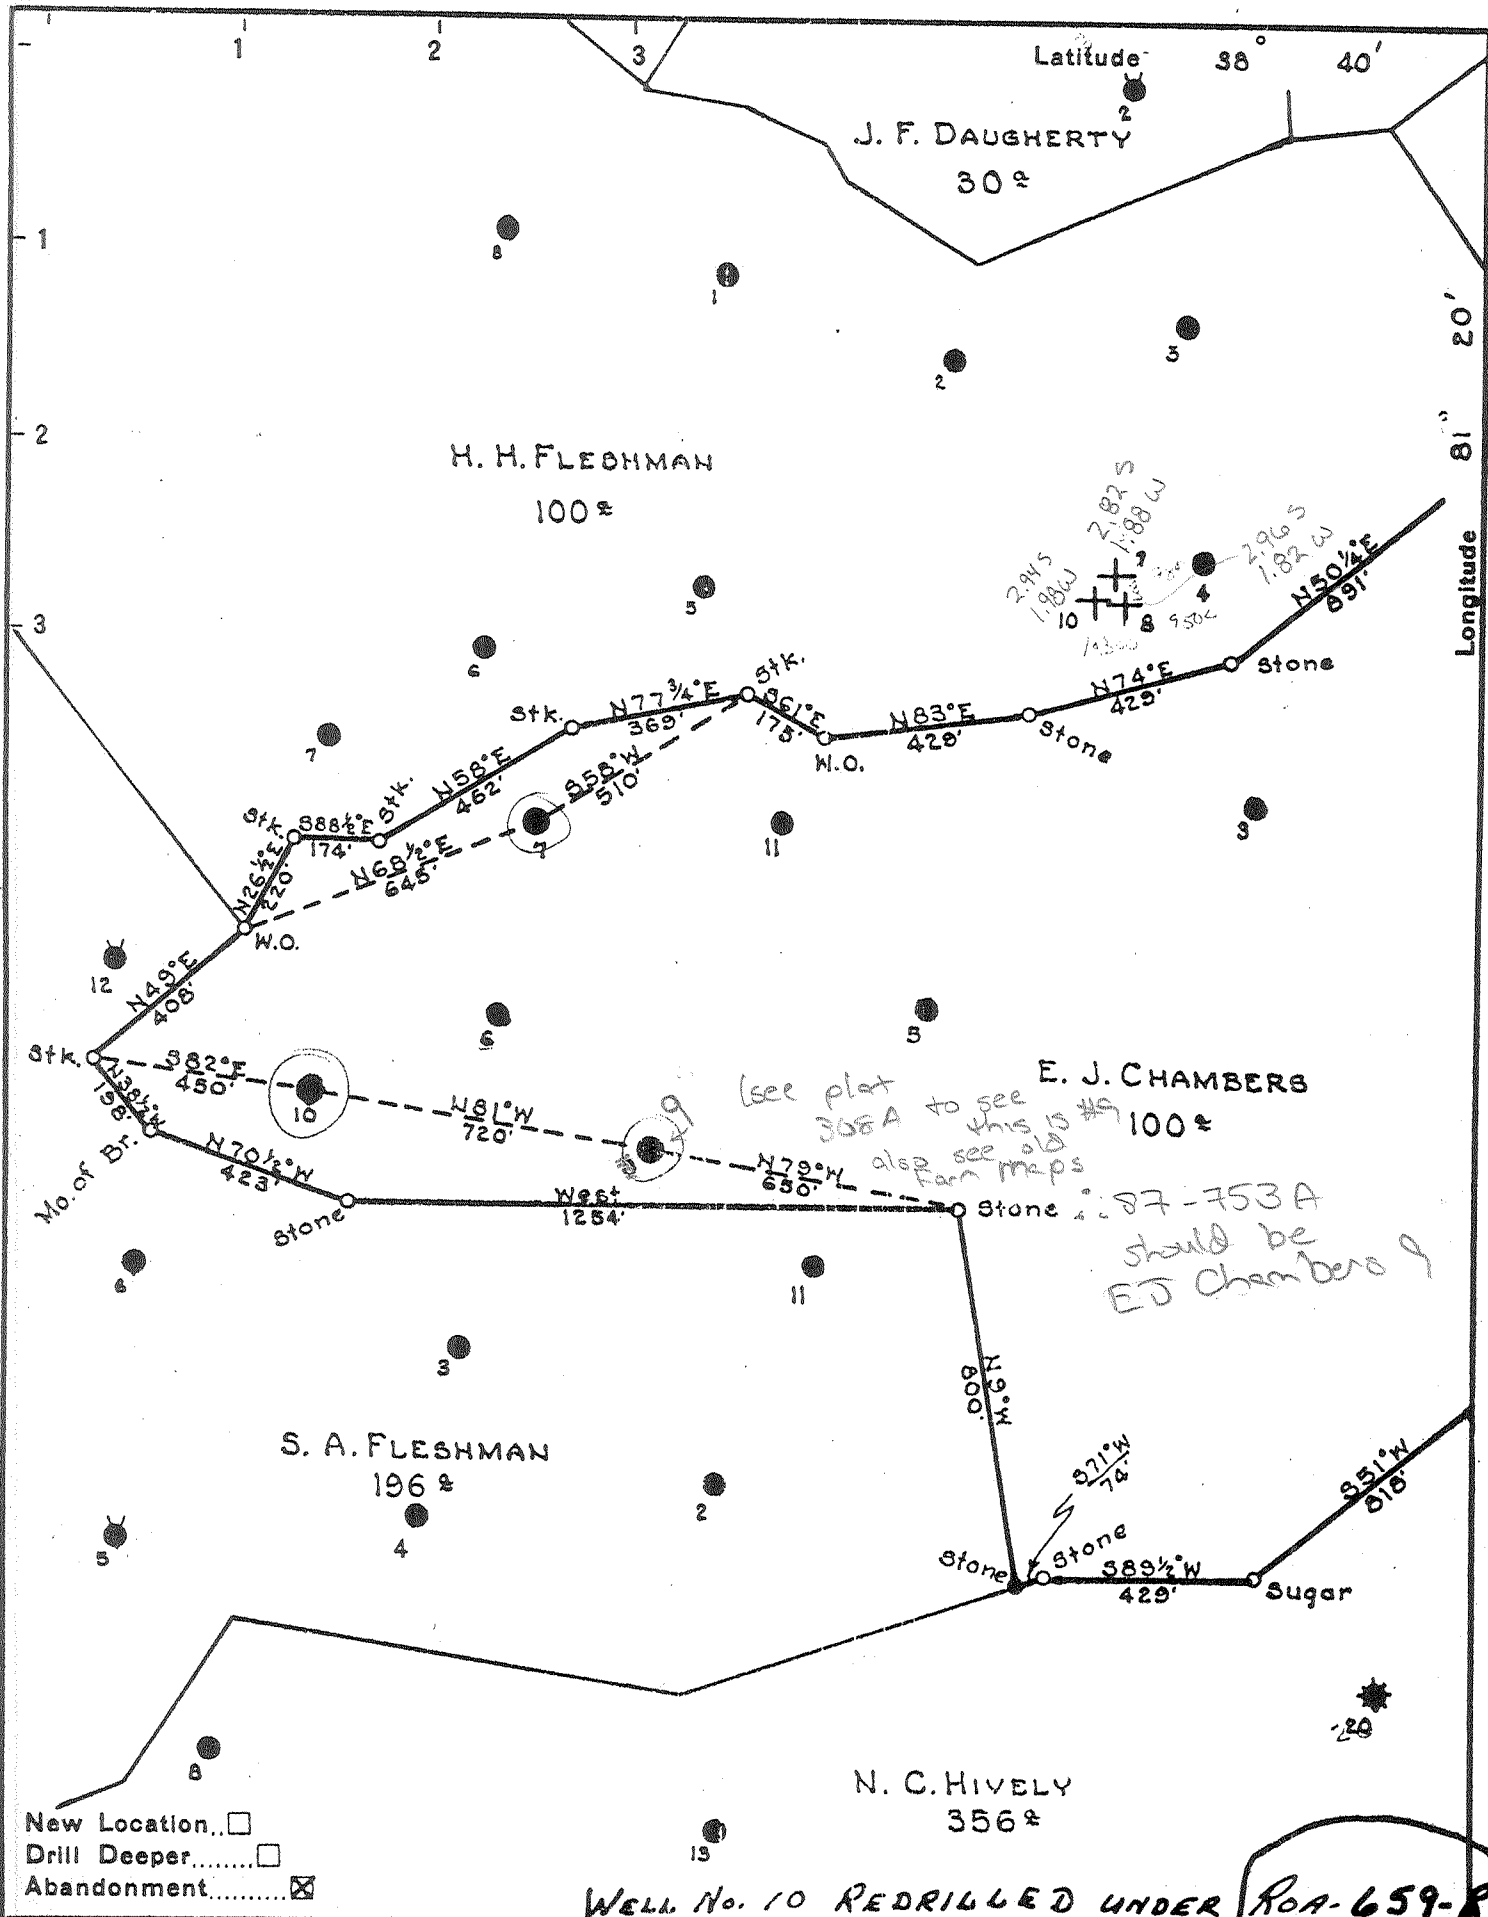 1 2 3
Latitude 38° 40'
2
J. F. DAUGHERTY
30 a
1
8
1
3
2
20'
81°
Longitude
2
H. H. FLESHMAN
100 a
2.82 S
1.88 W
2.94 S
1.98 W
2.96 S
1.82 W
7
4
10
8
9504
N50¼°E
891'
3
5
6
7
Stk.
N77¾°E
369'
Stk.
S61°E
175'
W.O.
N83°E
429'
Stone
N74°E
429'
Stone
N58°E
462'
Stk.
S58°W
510'
7
11
3
Stk.
S88½°E
174'
N68½°E
645'
N26½°E
220'
W.O.
12
N49°E
408'
6
5
Stk.
S82°E
450'
10
N81°W
720'
9
N79°W
650'
E. J. CHAMBERS
100 a
(see plat
308A to see
this is #9
also see old
Farm maps
N38½°W
198'
Mo. of Br.
N70½°W
423'
Stone
West
1254'
Stone
∴ 87-753A
should be
EJ Chambers 9
6
11
3
N9°W
800'
S. A. FLESHMAN
196 a
2
4
5
S71°W
74'
S51°W
818'
Stone
Stone
S89½°W
429'
Sugar
20
8
N. C. HIVELY
356 a
13
New Location..☐
Drill Deeper........☐
Abandonment..........☒
WELL NO. 10 REDRILLED UNDER ROA-659-R